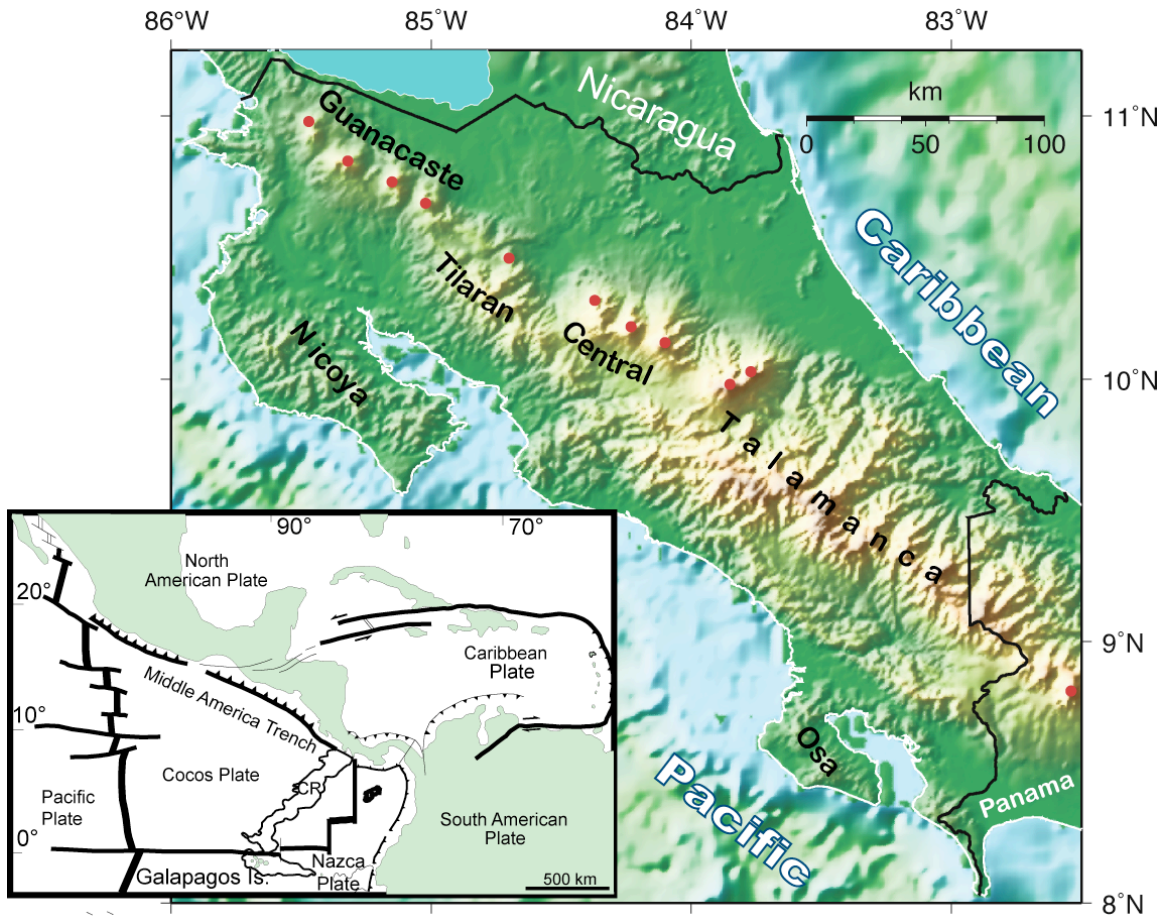 86°W
85°W
84°W
83°W
11°N
10°N
9°N
8°N
km
0
50
100
Nicaragua
Guanacaste
Caribbean
Tilaran
Central
Nicoya
Talamanca
Osa
Pacific
Panama
90°
70°
20°
10°
0°
North
American Plate
Caribbean
Plate
Middle America Trench
Cocos Plate
CR
Pacific
Plate
South American
Plate
Nazca
Plate
Galapagos Is.
500 km